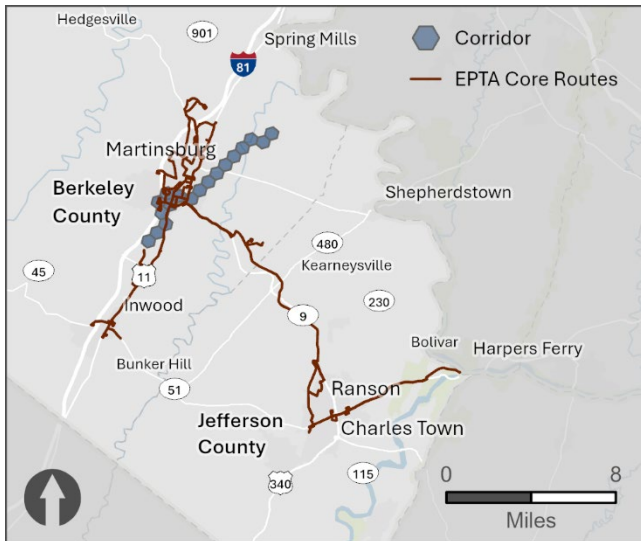 Hedgesville
901
Spring Mills
81
Corridor
EPTA Core Routes
Martinsburg
Berkeley
County
Shepherdstown
480
45
11
Kearneysville
230
Inwood
9
Bolivar
Harpers Ferry
Bunker Hill
51
Ranson
Jefferson
County
Charles Town
115
340
0
8
Miles